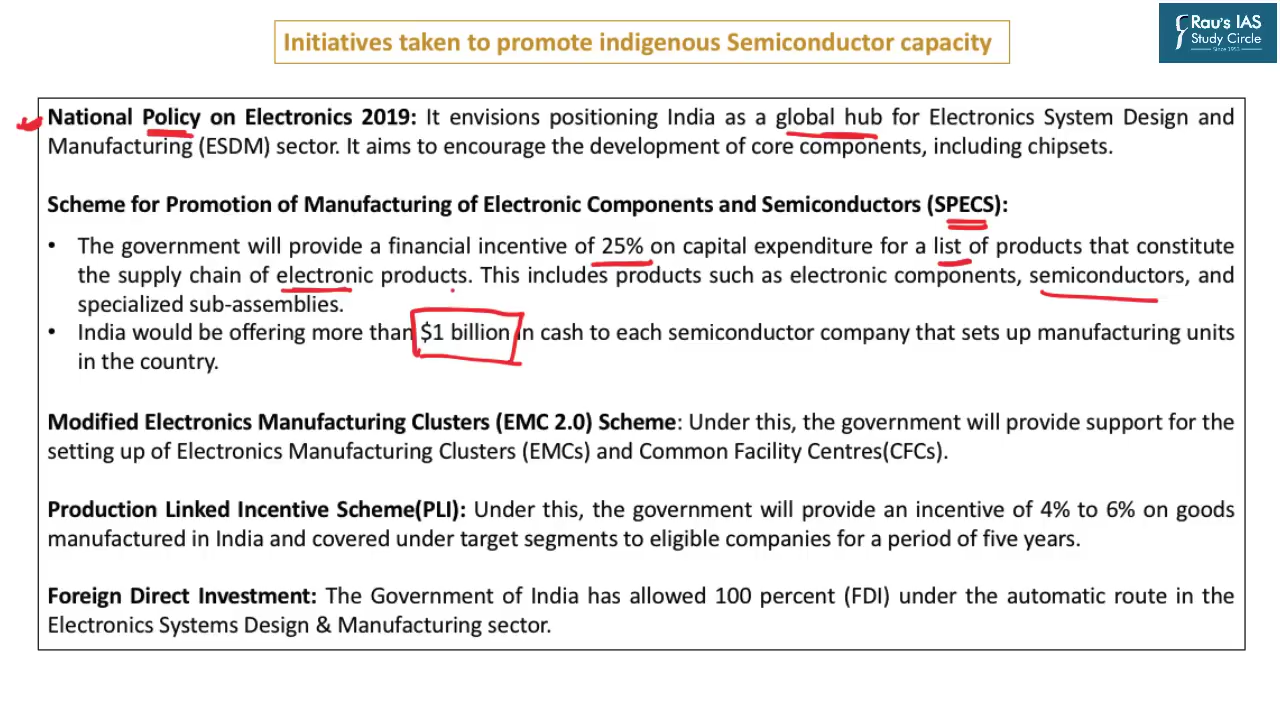 Initiatives taken to promote indigenous Semiconductor capacity
Rau's IAS
Study Circle
Since 1953
National Policy on Electronics 2019: It envisions positioning India as a global hub for Electronics System Design and
Manufacturing (ESDM) sector. It aims to encourage the development of core components, including chipsets.
Scheme for Promotion of Manufacturing of Electronic Components and Semiconductors (SPECS):
• The government will provide a financial incentive of 25% on capital expenditure for a list of products that constitute
the supply chain of electronic products. This includes products such as electronic components, semiconductors, and
specialized sub-assemblies.
• India would be offering more than $1 billion in cash to each semiconductor company that sets up manufacturing units
in the country.
Modified Electronics Manufacturing Clusters (EMC 2.0) Scheme: Under this, the government will provide support for the
setting up of Electronics Manufacturing Clusters (EMCs) and Common Facility Centres(CFCs).
Production Linked Incentive Scheme(PLI): Under this, the government will provide an incentive of 4% to 6% on goods
manufactured in India and covered under target segments to eligible companies for a period of five years.
Foreign Direct Investment: The Government of India has allowed 100 percent (FDI) under the automatic route in the
Electronics Systems Design & Manufacturing sector.